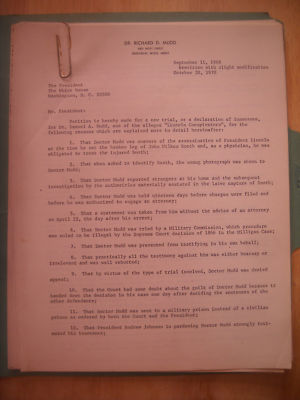 DR. RICHARD D. MUDD
September 11, 1968
Rewritten with slight modification
October 22, 1970
The President
The White House
Washington, D. C. 20500
Mr. President:
Petition is hereby made for a new trial, or a declaration of innocence,
for Dr. Samuel A. Mudd, one of the alleged "Lincoln Conspirators", for the
following reasons which are explained more in detail hereafter:
1. That Doctor Mudd was unaware of the assassination of President Lincoln
at the time he set the broken leg of John Wilkes Booth and, as a physician, he was
obligated to treat the injured Booth;
2. That when asked to identify Booth, the wrong photograph was shown to
Doctor Mudd;
3. That Doctor Mudd reported strangers at his home and the subsequent
investigation by the authorities materially assisted in the later capture of Booth;
4. That Doctor Mudd was held days before charges were filed and
before he was authorized to engage an attorney;
5. That a statement was taken from him without the advice of an attorney
on April 22, the day after his arrest;
6. That Doctor Mudd was tried by a Military Commission, which procedure
was ruled to be illegal by the Supreme Court decision of 1866 in the Milligan Case;
7. That Doctor Mudd was prevented from testifying in his own behalf;
8. That practically all the testimony against him was either hearsay or
irrelevant and was well rebutted;
9. That by virtue of the type of trial involved, Doctor Mudd was denied
appeal;
10. That the Court had some doubt about the guilt of Doctor Mudd because it
handed down the decision in his case one day after deciding the sentences of the
other defendants;
11. That Doctor Mudd was sent to a military prison instead of a civilian
prison as ordered by both the Court and the President;
12. That President Andrew Johnson in pardoning Doctor Mudd strongly indi-
cated his innocence;